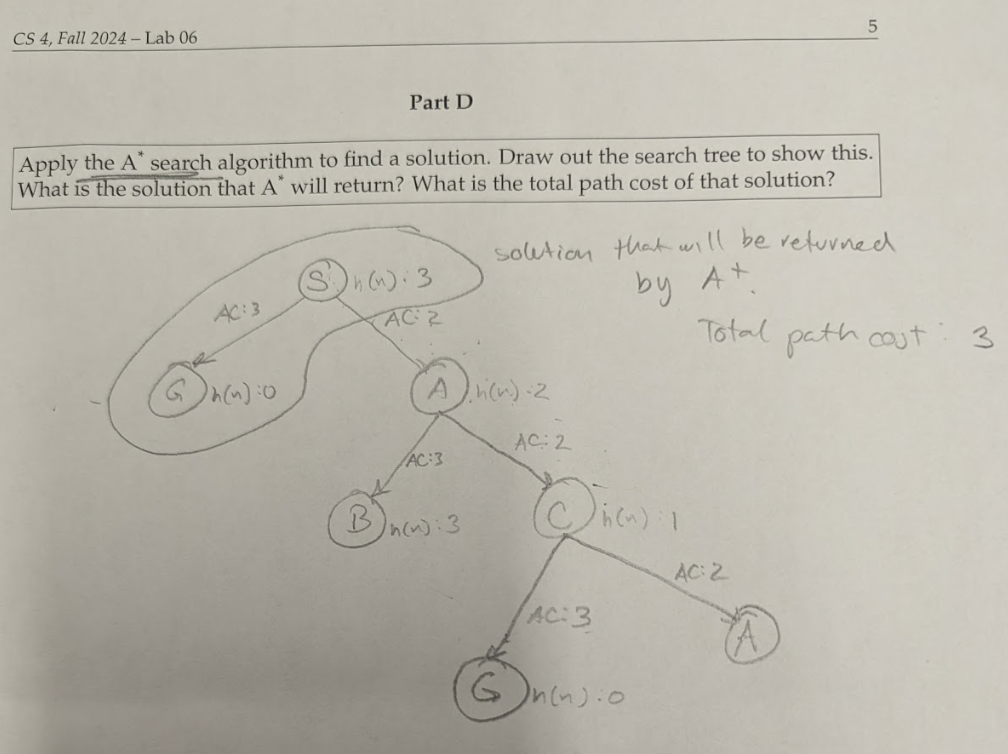 CS 4, Fall 2024 – Lab 06
5
Part D
Apply the A* search algorithm to find a solution. Draw out the search tree to show this.
What is the solution that A* will return? What is the total path cost of that solution?
solution that will be returned
by A*.
Total path cost: 3
S h(n): 3
AC:3
AC:2
G h(n):0
A h(n):2
AC:3
AC:2
B h(n):3
C h(n):1
AC:2
AC:3
A
G h(n):0